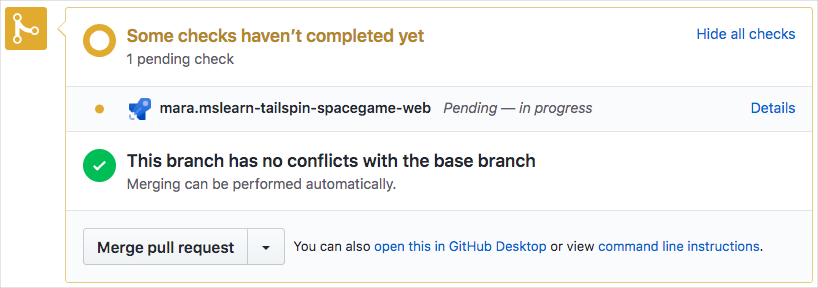 Some checks haven’t completed yet
Hide all checks
1 pending check
mara.mslearn-tailspin-spacegame-web Pending — in progress Details
This branch has no conflicts with the base branch
Merging can be performed automatically.
Merge pull request You can also open this in GitHub Desktop or view command line instructions.